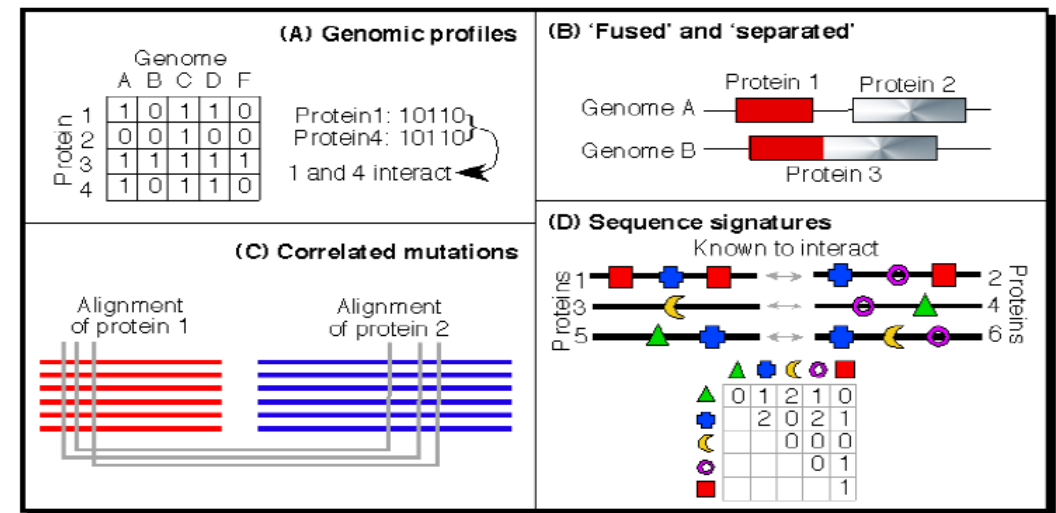 (A) Genomic profiles
Genome
A B C D F
Protein
1 1 0 1 1 0
2 0 0 1 0 0
3 1 1 1 1 1
4 1 0 1 1 0
Protein1: 10110
Protein4: 10110
1 and 4 interact
(B) ‘Fused’ and ‘separated’
Protein 1 Protein 2
Genome A
Genome B
Protein 3
(C) Correlated mutations
Alignment of protein 1
Alignment of protein 2
(D) Sequence signatures
Known to interact
Proteins
1 2
3 4
5 6
Proteins
0 1 2 1 0
2 0 2 1
0 0 0
0 1
1